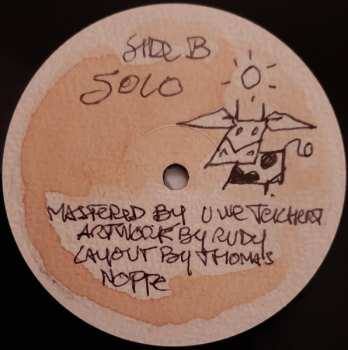 SIDE B
SOLO
MASTERED BY UWE TEICHERT
ARTWORK BY RUDY
LAYOUT BY THOMAS
NOPPE